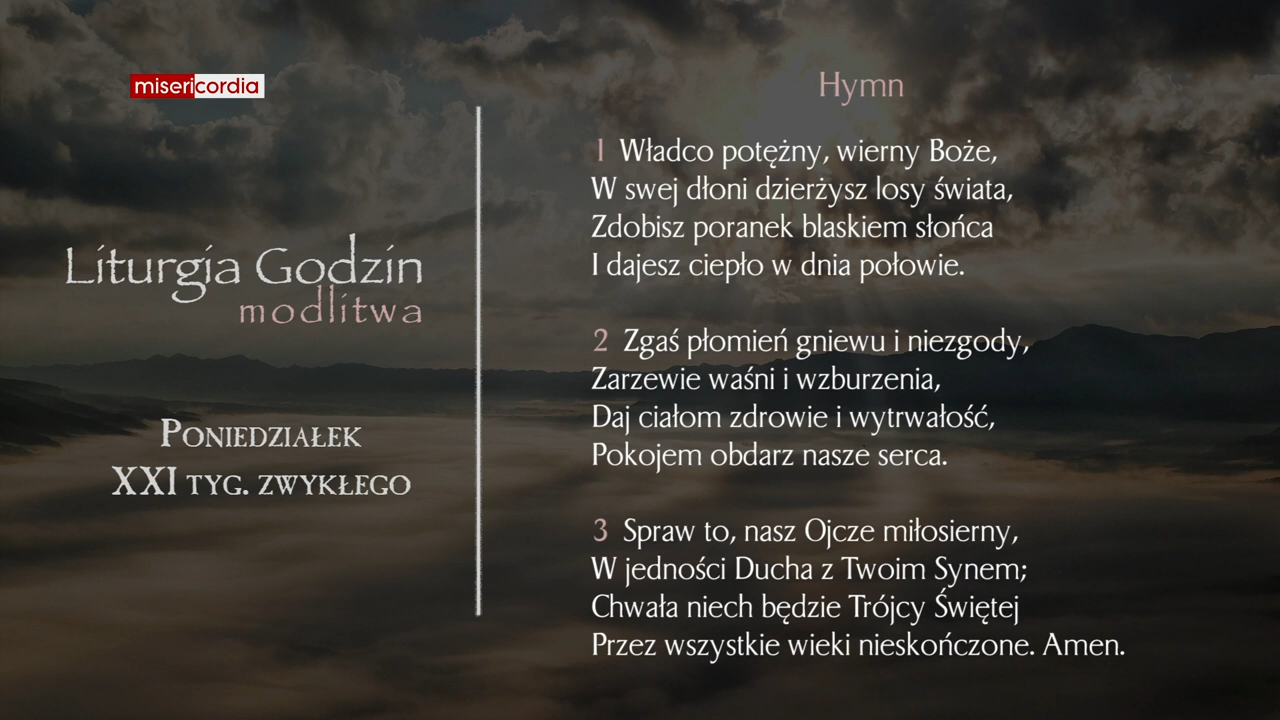 misericordia
Liturgia Godzin
modlitwa
Poniedziałek
XXI tyg. zwykłego
Hymn
1 Władco potężny, wierny Boże,
W swej dłoni dzierżysz losy świata,
Zdobisz poranek blaskiem słońca
I dajesz ciepło w dnia połowie.
2 Zgaś płomień gniewu i niezgody,
Zarzewie waśni i wzburzenia,
Daj ciałom zdrowie i wytrwałość,
Pokojem obdarz nasze serca.
3 Spraw to, nasz Ojcze miłosierny,
W jedności Ducha z Twoim Synem;
Chwała niech będzie Trójcy Świętej
Przez wszystkie wieki nieskończone. Amen.